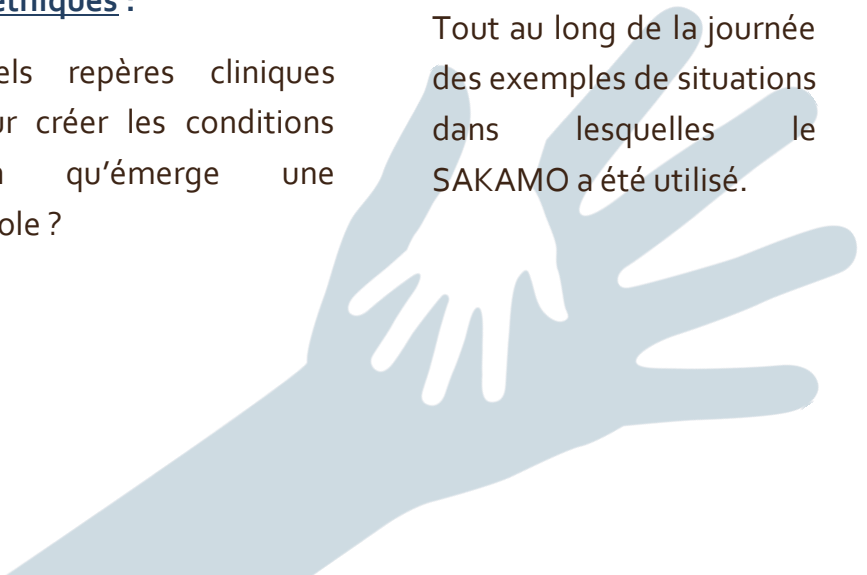 éthiques :
els repères cliniques
ur créer les conditions
qu’émerge une
ole ?
Tout au long de la journée
des exemples de situations
dans lesquelles le
SAKAMO a été utilisé.